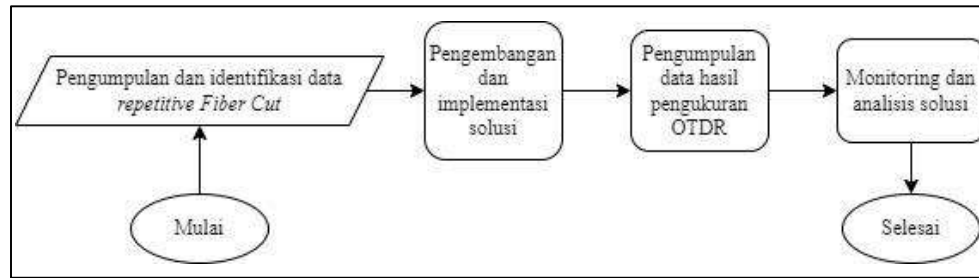 Mulai
Pengumpulan dan identifikasi data
repetitive Fiber Cut
Pengembangan
dan
implementasi
solusi
Pengumpulan
data hasil
pengukuran
OTDR
Monitoring dan
analisis solusi
Selesai